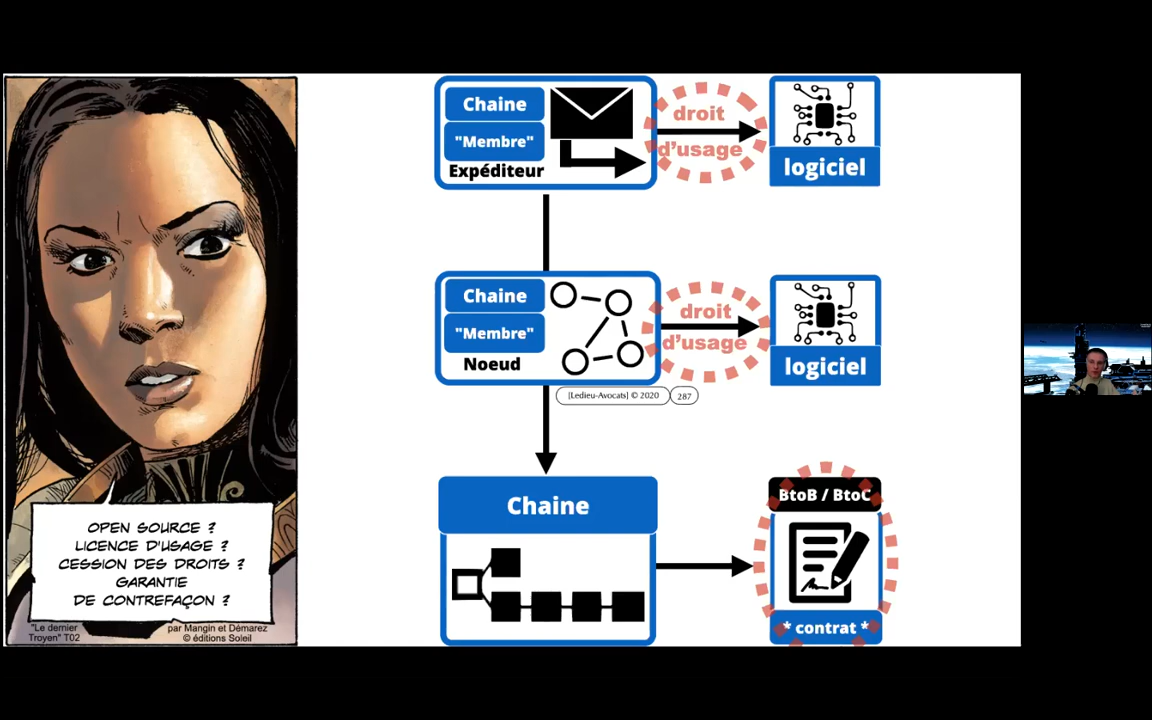 OPEN SOURCE ?
LICENCE D'USAGE ?
CESSION DES DROITS ?
GARANTIE
DE CONTREFAÇON ?
"Le dernier
Troyen" T02
par Mangin et Démarez
© éditions Soleil
Chaine
"Membre"
Expéditeur
droit
d'usage
logiciel
Chaine
"Membre"
Noeud
droit
d'usage
logiciel
[Ledieu-Avocats] © 2020
287
Chaine
BtoB / BtoC
* contrat *